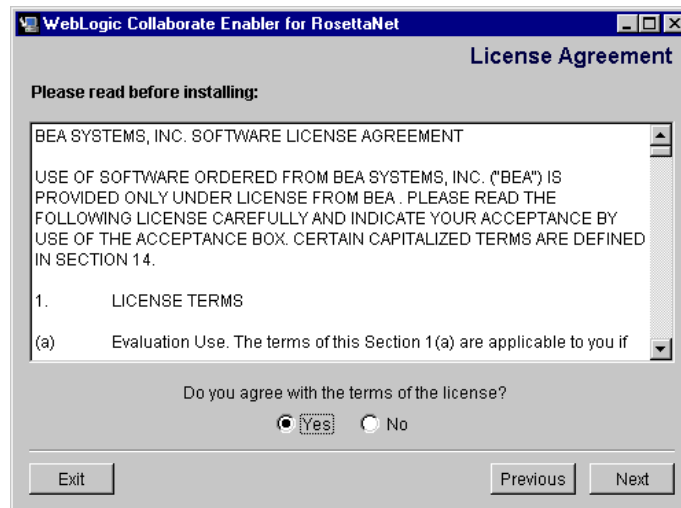 WebLogic Collaborate Enabler for RosettaNet
License Agreement
Please read before installing:
BEA SYSTEMS, INC. SOFTWARE LICENSE AGREEMENT
USE OF SOFTWARE ORDERED FROM BEA SYSTEMS, INC. ("BEA") IS
PROVIDED ONLY UNDER LICENSE FROM BEA . PLEASE READ THE
FOLLOWING LICENSE CAREFULLY AND INDICATE YOUR ACCEPTANCE BY
USE OF THE ACCEPTANCE BOX. CERTAIN CAPITALIZED TERMS ARE DEFINED
IN SECTION 14.
1. LICENSE TERMS
(a) Evaluation Use. The terms of this Section 1(a) are applicable to you if
Do you agree with the terms of the license?
Yes No
Exit Previous Next